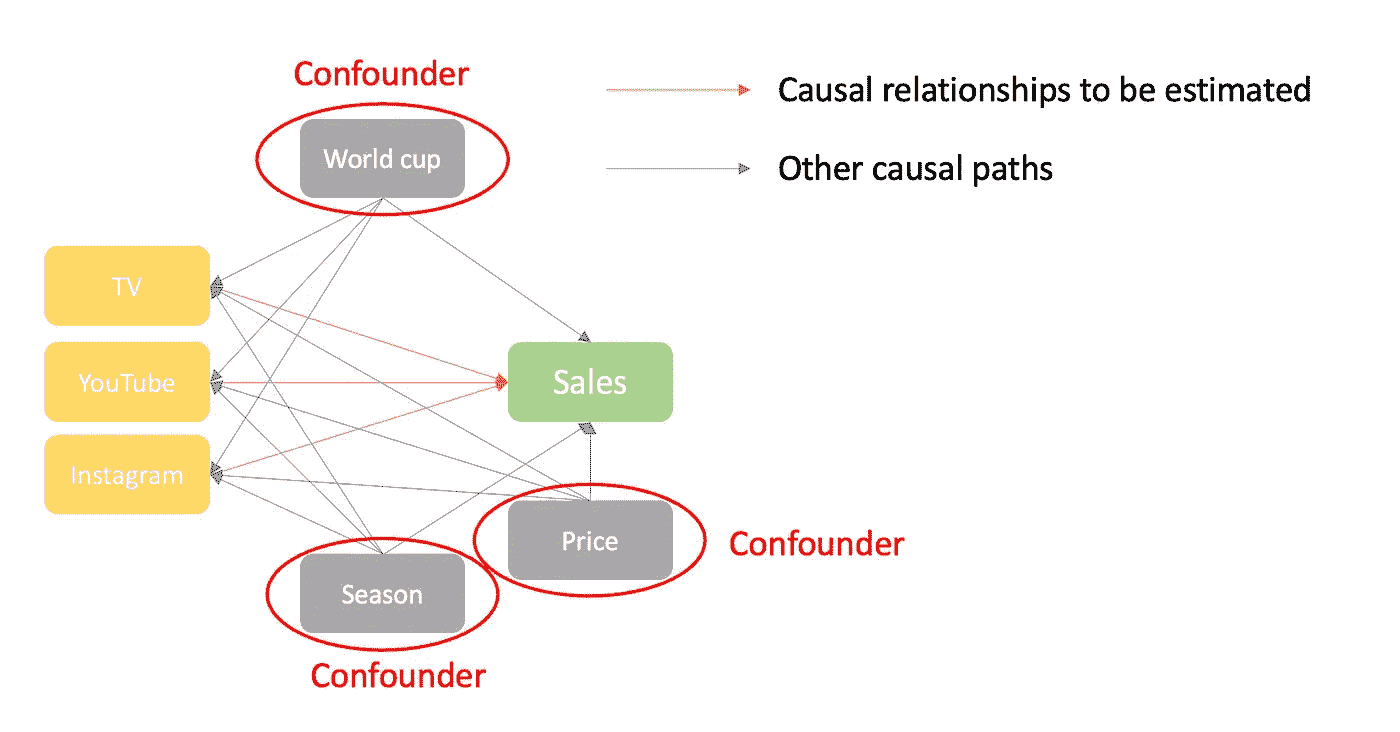 Confounder
World cup
Causal relationships to be estimated
Other causal paths
TV
YouTube
Instagram
Sales
Price
Confounder
Season
Confounder